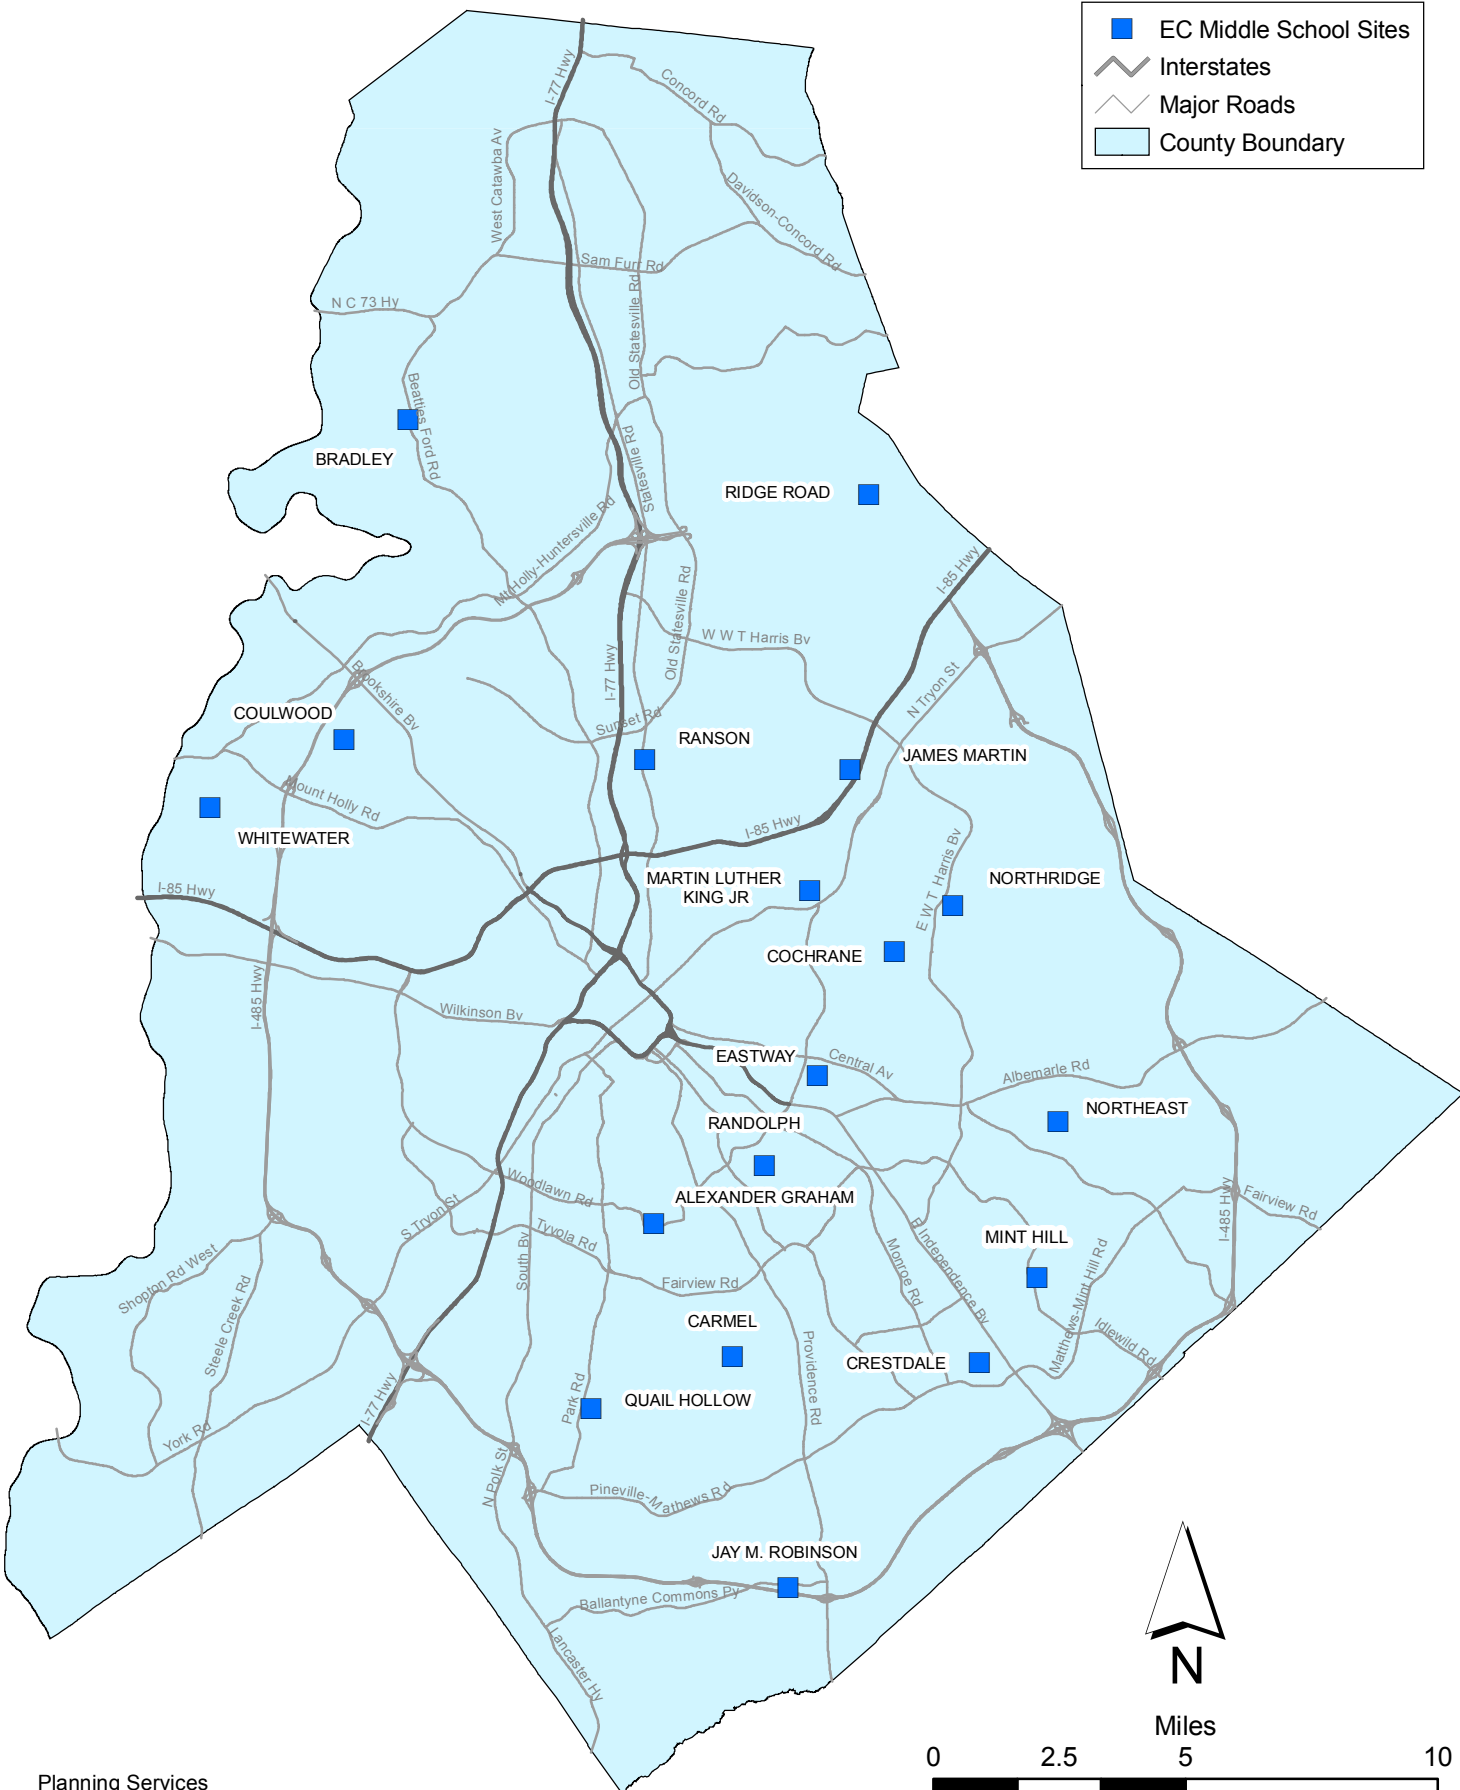 EC Middle School Sites
Interstates
Major Roads
County Boundary
I-77 Hwy
Concord Rd
West Catawba Av
Davidson-Concord Rd
Sam Furr Rd
N C 73 Hy
Old Statesville Rd
Beatties Ford Rd
BRADLEY
Statesville Rd
RIDGE ROAD
Mt Holly-Huntersville Rd
I-85 Hwy
Old Statesville Rd
W W T Harris Bv
I-77 Hwy
Brookshire Bv
N Tryon St
COULWOOD
Sunset Rd
RANSON
JAMES MARTIN
Mount Holly Rd
WHITEWATER
I-85 Hwy
E W T Harris Bv
MARTIN LUTHER
KING JR
NORTHRIDGE
I-85 Hwy
COCHRANE
I-485 Hwy
Wilkinson Bv
EASTWAY
Central Av
Albemarle Rd
NORTHEAST
RANDOLPH
Woodlawn Rd
ALEXANDER GRAHAM
I-485 Hwy
Fairview Rd
S Tryon St
Tyvola Rd
E Independence Bv
MINT HILL
Shopton Rd West
South Bv
Monroe Rd
Fairview Rd
Matthews-Mint Hill Rd
Steele Creek Rd
CARMEL
Providence Rd
Idlewild Rd
CRESTDALE
I-77 Hwy
Park Rd
QUAIL HOLLOW
York Rd
N Polk St
Pineville-Mathews Rd
JAY M. ROBINSON
Ballantyne Commons Py
Lancaster Hy
N
Miles
0 2.5 5 10
Planning Services